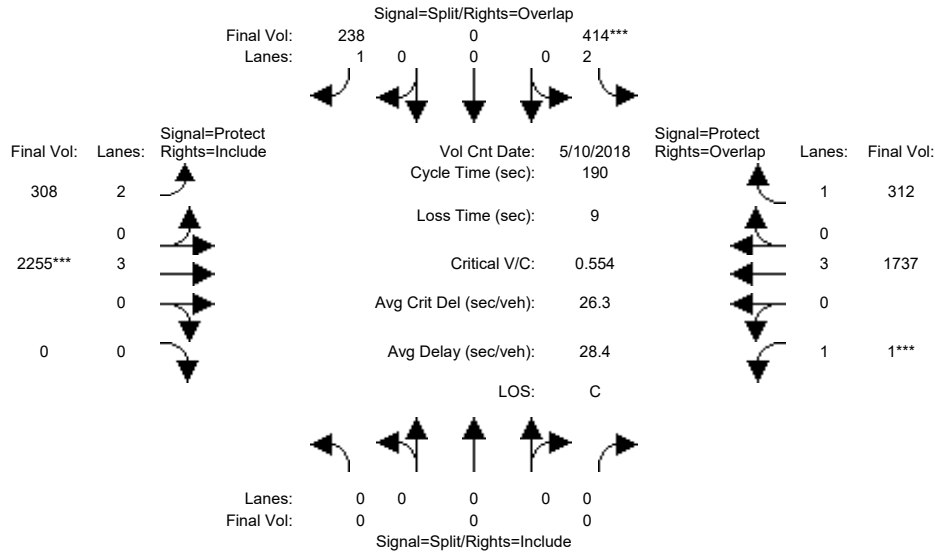 Signal=Split/Rights=Overlap
Final Vol: 238 0 414***
Lanes: 1 0 0 0 2
Signal=Protect Signal=Protect
Final Vol: Lanes: Rights=Include Vol Cnt Date: 5/10/2018 Rights=Overlap Lanes: Final Vol:
Cycle Time (sec): 190
308 2 1 312
Loss Time (sec): 9
0 0
2255*** 3 Critical V/C: 0.554 3 1737
0 Avg Crit Del (sec/veh): 26.3 0
0 0 Avg Delay (sec/veh): 28.4 1 1***
LOS: C
Lanes: 0 0 0 0 0
Final Vol: 0 0 0
Signal=Split/Rights=Include